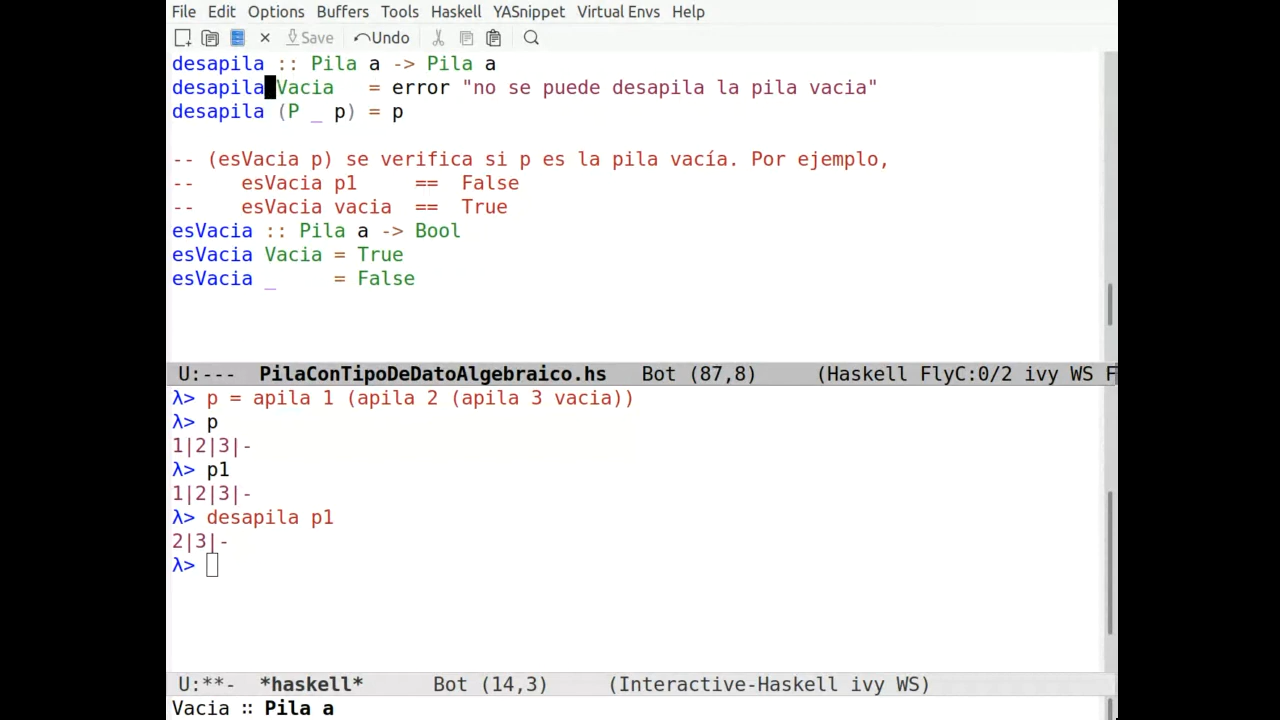 File Edit Options Buffers Tools Haskell YASnippet Virtual Envs Help
Save Undo
desapila :: Pila a -> Pila a
desapila Vacia   = error "no se puede desapila la pila vacia"
desapila (P _ p) = p
-- (esVacia p) se verifica si p es la pila vacía. Por ejemplo,
--    esVacia p1     ==  False
--    esVacia vacia  ==  True
esVacia :: Pila a -> Bool
esVacia Vacia = True
esVacia _     = False
U:---  PilaConTipoDeDatoAlgebraico.hs   Bot (87,8)     (Haskell FlyC:0/2 ivy WS F
λ> p = apila 1 (apila 2 (apila 3 vacia))
λ> p
1|2|3|-
λ> p1
1|2|3|-
λ> desapila p1
2|3|-
λ>
U:**-  *haskell*      Bot (14,3)     (Interactive-Haskell ivy WS)
Vacia :: Pila a